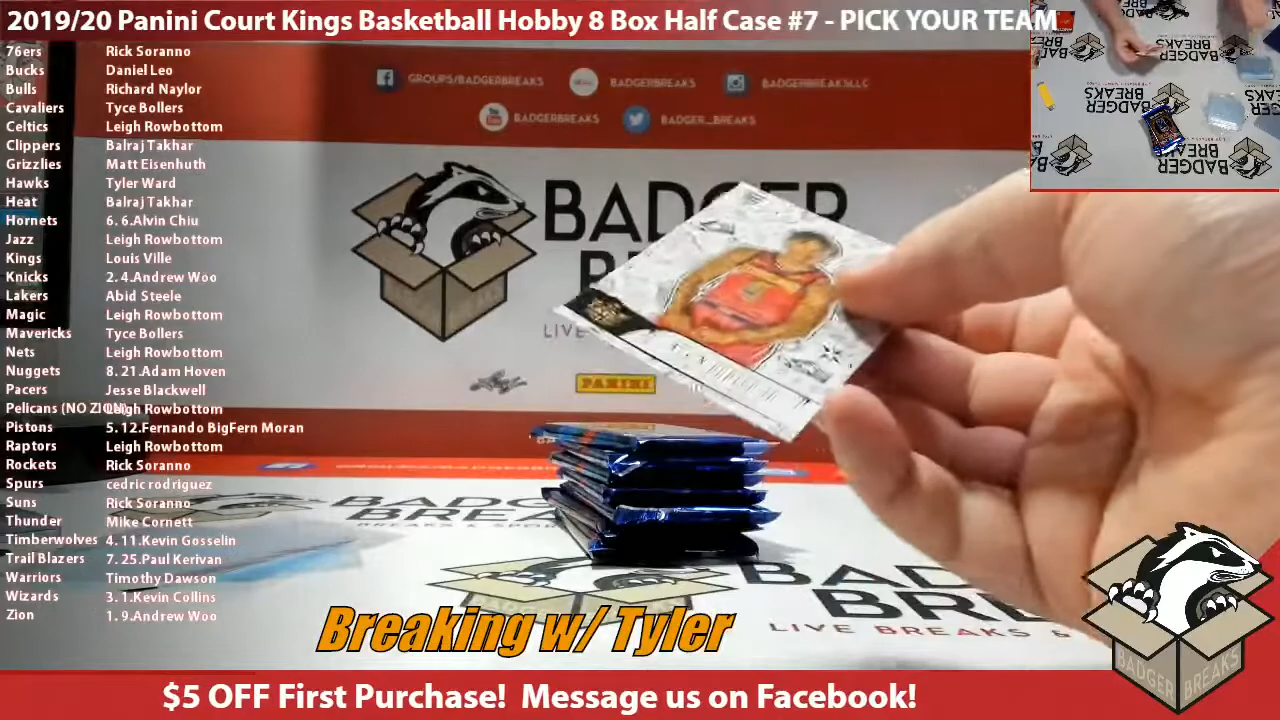 2019/20 Panini Court Kings Basketball Hobby 8 Box Half Case #7 - PICK YOUR TEAM
76ers Rick Soranno
Bucks Daniel Leo
Bulls Richard Naylor
Cavaliers Tyce Bollers
Celtics Leigh Rowbottom
Clippers Balraj Takhar
Grizzlies Matt Eisenhuth
Hawks Tyler Ward
Heat Balraj Takhar
Hornets 6. 6.Alvin Chiu
Jazz Leigh Rowbottom
Kings Louis Ville
Knicks 2. 4.Andrew Woo
Lakers Abid Steele
Magic Leigh Rowbottom
Mavericks Tyce Bollers
Nets Leigh Rowbottom
Nuggets 8. 21.Adam Hoven
Pacers Jesse Blackwell
Pelicans (NO ZION) Leigh Rowbottom
Pistons 5. 12.Fernando BigFern Moran
Raptors Leigh Rowbottom
Rockets Rick Soranno
Spurs cedric rodriguez
Suns Rick Soranno
Thunder Mike Cornett
Timberwolves 4. 11.Kevin Gosselin
Trail Blazers 7. 25.Paul Kerivan
Warriors Timothy Dawson
Wizards 3. 1.Kevin Collins
Zion 1. 9.Andrew Woo
GROUPS/BADGERBREAKS BADGERBREAKS BADGERBREAKSLLC
BADGERBREAKS BADGER_BREAKS
BADGER
LIVE
PANINI
BADGER
BREAKS
LIVE BREAKS &
Breaking w/ Tyler
BADGER BREAKS
$5 OFF First Purchase! Message us on Facebook!